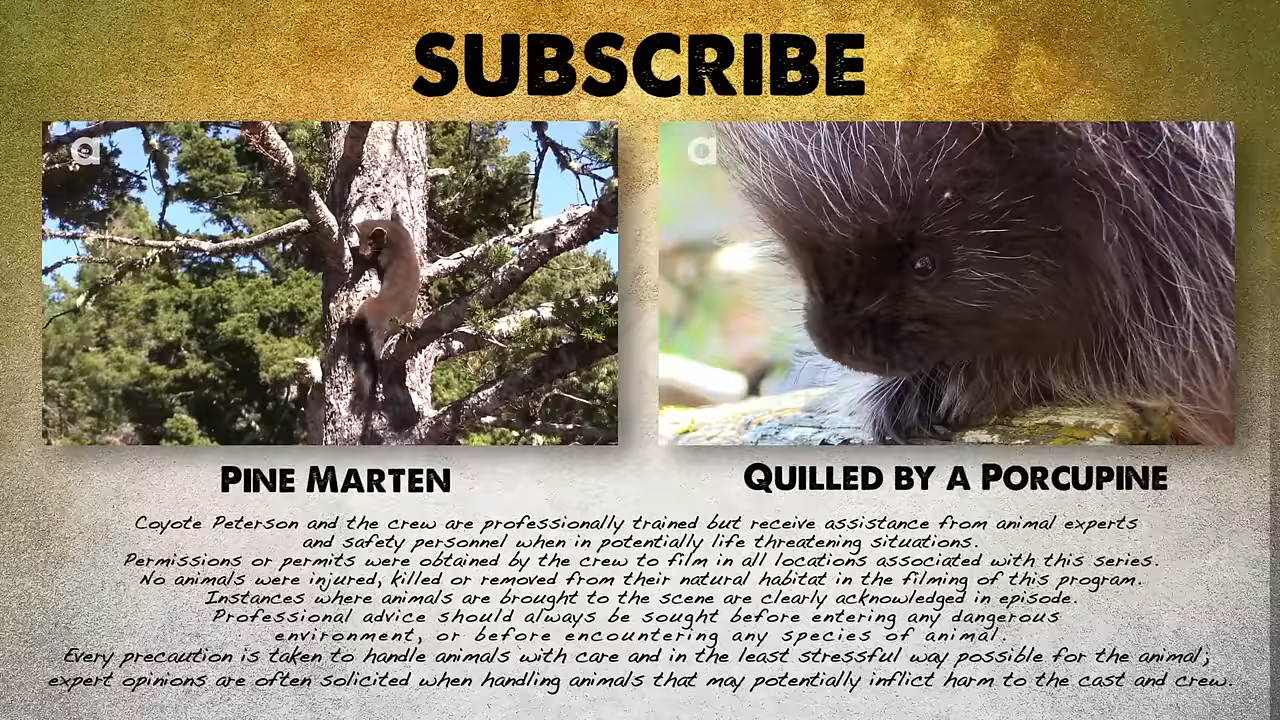 SUBSCRIBE
a
a
PINE MARTEN
QUILLED BY A PORCUPINE
Coyote Peterson and the crew are professionally trained but receive assistance from animal experts
and safety personnel when in potentially life threatening situations.
Permissions or permits were obtained by the crew to film in all locations associated with this series.
No animals were injured, killed or removed from their natural habitat in the filming of this program.
Instances where animals are brought to the scene are clearly acknowledged in episode.
Professional advice should always be sought before entering any dangerous
environment, or before encountering any species of animal.
Every precaution is taken to handle animals with care and in the least stressful way possible for the animal;
expert opinions are often solicited when handling animals that may potentially inflict harm to the cast and crew.